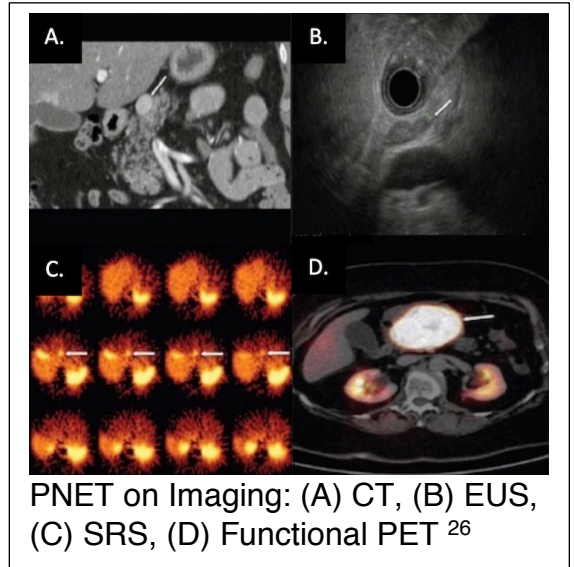 A.
B.
C.
D.
PNET on Imaging: (A) CT, (B) EUS,
(C) SRS, (D) Functional PET 26